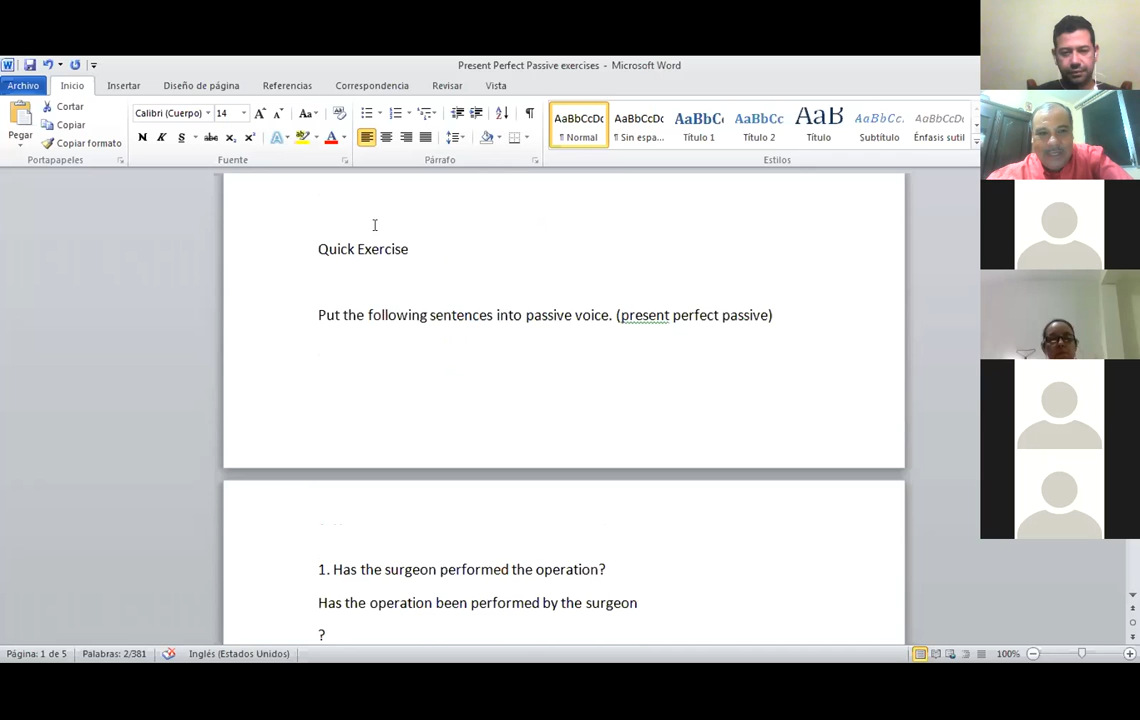 Present Perfect Passive exercises - Microsoft Word
Archivo Inicio Insertar Diseño de página Referencias Correspondencia Revisar Vista
Pegar
Cortar
Copiar
Copiar formato
Portapapeles
Calibri (Cuerpo) 14
Fuente
Párrafo
AaBbCcDc AaBbCcDc AaBbC AaBbCc AaB AaBbCc. AaBbCcDc
¶ Normal ¶ Sin espa... Título 1 Título 2 Título Subtítulo Énfasis sutil
Estilos
Quick Exercise
Put the following sentences into passive voice. (present perfect passive)
1. Has the surgeon performed the operation?
Has the operation been performed by the surgeon
?
Página: 1 de 5 Palabras: 2/381 Inglés (Estados Unidos) 100%